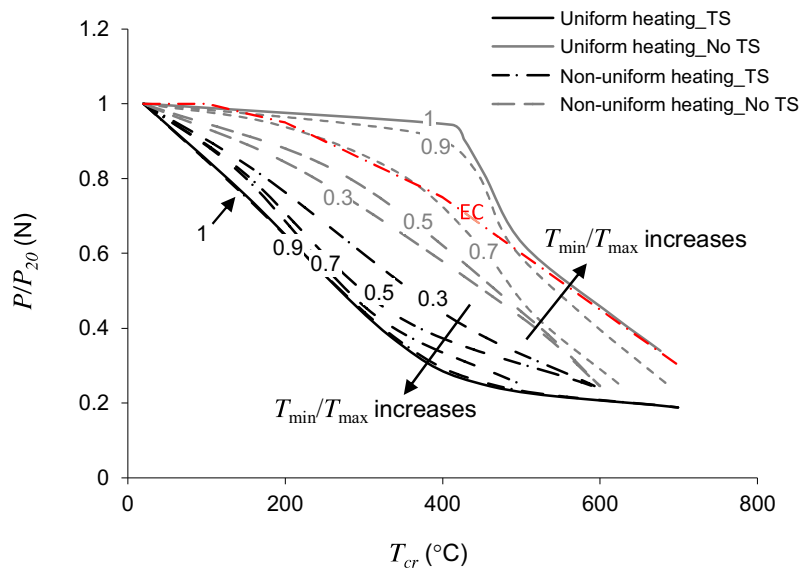 Uniform heating_TS
Uniform heating_No TS
Non-uniform heating_TS
Non-uniform heating_No TS
1.2
1
0.8
0.6
0.4
0.2
0
P/P20 (N)
1
0.9
0.3
0.5
EC
0.7
1
0.9
0.7
0.5
0.3
Tmin/Tmax increases
Tmin/Tmax increases
0
200
400
600
800
Tcr (°C)